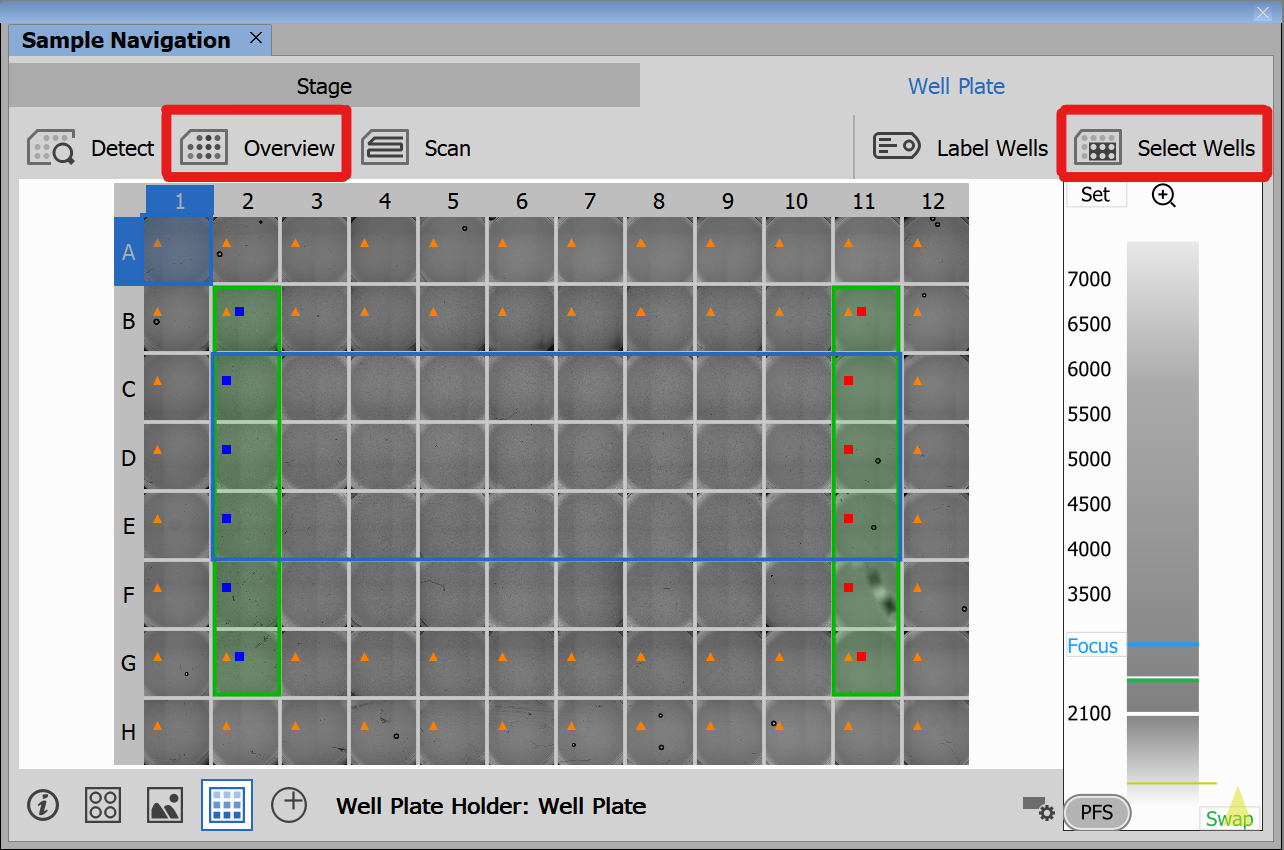 Sample Navigation
Stage
Well Plate
Detect
Overview
Scan
Label Wells
Select Wells
1 2 3 4 5 6 7 8 9 10 11 12
Set
A
B
C
D
E
F
G
H
7000
6500
6000
5500
5000
4500
4000
3500
Focus
2100
Well Plate Holder: Well Plate
PFS
Swap